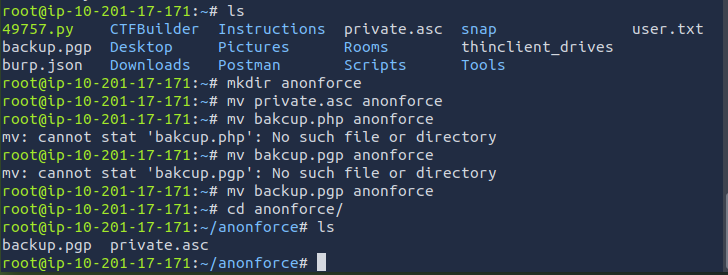 root@ip-10-201-17-171:~# ls
49757.py CTFBuilder Instructions private.asc snap user.txt
backup.pgp Desktop Pictures Rooms thinclient_drives
burp.json Downloads Postman Scripts Tools
root@ip-10-201-17-171:~# mkdir anonforce
root@ip-10-201-17-171:~# mv private.asc anonforce
root@ip-10-201-17-171:~# mv bakcup.php anonforce
mv: cannot stat 'bakcup.php': No such file or directory
root@ip-10-201-17-171:~# mv bakcup.pgp anonforce
mv: cannot stat 'bakcup.pgp': No such file or directory
root@ip-10-201-17-171:~# mv backup.pgp anonforce
root@ip-10-201-17-171:~# cd anonforce/
root@ip-10-201-17-171:~/anonforce# ls
backup.pgp private.asc
root@ip-10-201-17-171:~/anonforce#